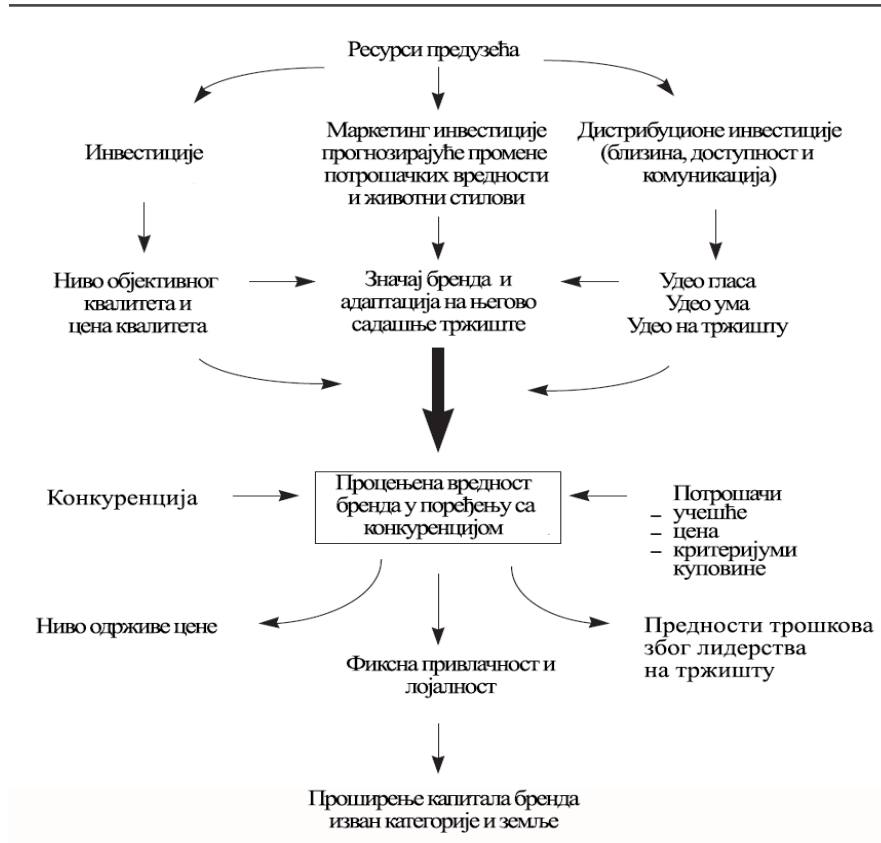 Ресурси предузећа
Инвестиције
Маркетинг инвестиције
прогнозирајуће промене
потрошачких вредности
и животни стилови
Дистрибуционе инвестиције
(близина, доступност и
комуникација)
Ниво објективног
квалитета и
цена квалитета
Значај бренда и
адаптација на његово
садашње тржиште
Удео гласа
Удео ума
Удео на тржишту
Конкуренција
Процењена вредност
бренда у поређењу са
конкуренцијом
Потрошачи
– учешће
– цена
– критеријуми
куповине
Ниво одрживе цене
Фиксна привлачност и
лојалност
Предности трошкова
због лидерства
на тржишту
Проширење капитала бренда
изван категорије и земље